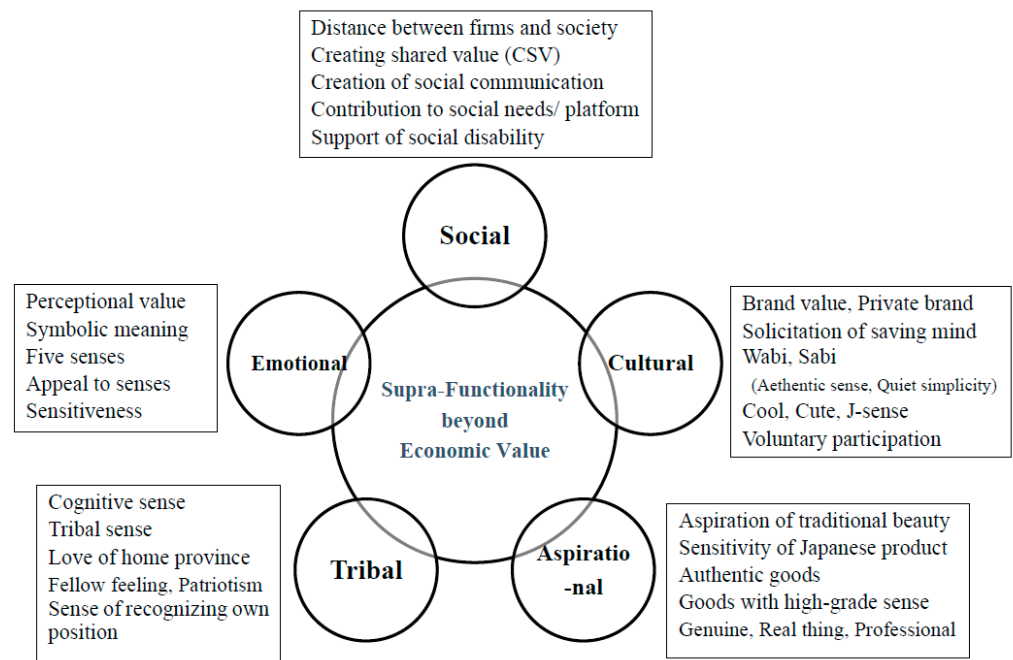 Distance between firms and society
Creating shared value (CSV)
Creation of social communication
Contribution to social needs/ platform
Support of social disability
Social
Perceptional value
Symbolic meaning
Five senses
Appeal to senses
Sensitiveness
Emotional
Supra-Functionality
beyond
Economic Value
Cultural
Brand value, Private brand
Solicitation of saving mind
Wabi, Sabi
(Aethentic sense, Quiet simplicity)
Cool, Cute, J-sense
Voluntary participation
Cognitive sense
Tribal sense
Love of home province
Fellow feeling, Patriotism
Sense of recognizing own
position
Tribal
Aspiratio
-nal
Aspiration of traditional beauty
Sensitivity of Japanese product
Authentic goods
Goods with high-grade sense
Genuine, Real thing, Professional